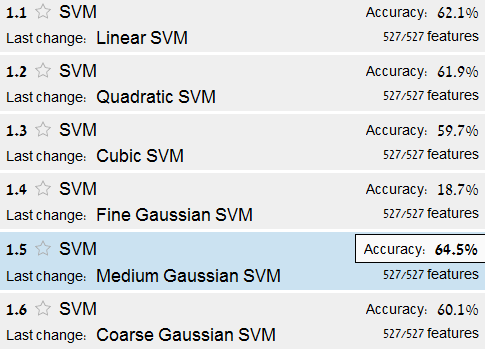 1.1 SVM Accuracy: 62.1%
Last change: Linear SVM 527/527 features
1.2 SVM Accuracy: 61.9%
Last change: Quadratic SVM 527/527 features
1.3 SVM Accuracy: 59.7%
Last change: Cubic SVM 527/527 features
1.4 SVM Accuracy: 18.7%
Last change: Fine Gaussian SVM 527/527 features
1.5 SVM Accuracy: 64.5%
Last change: Medium Gaussian SVM 527/527 features
1.6 SVM Accuracy: 60.1%
Last change: Coarse Gaussian SVM 527/527 features